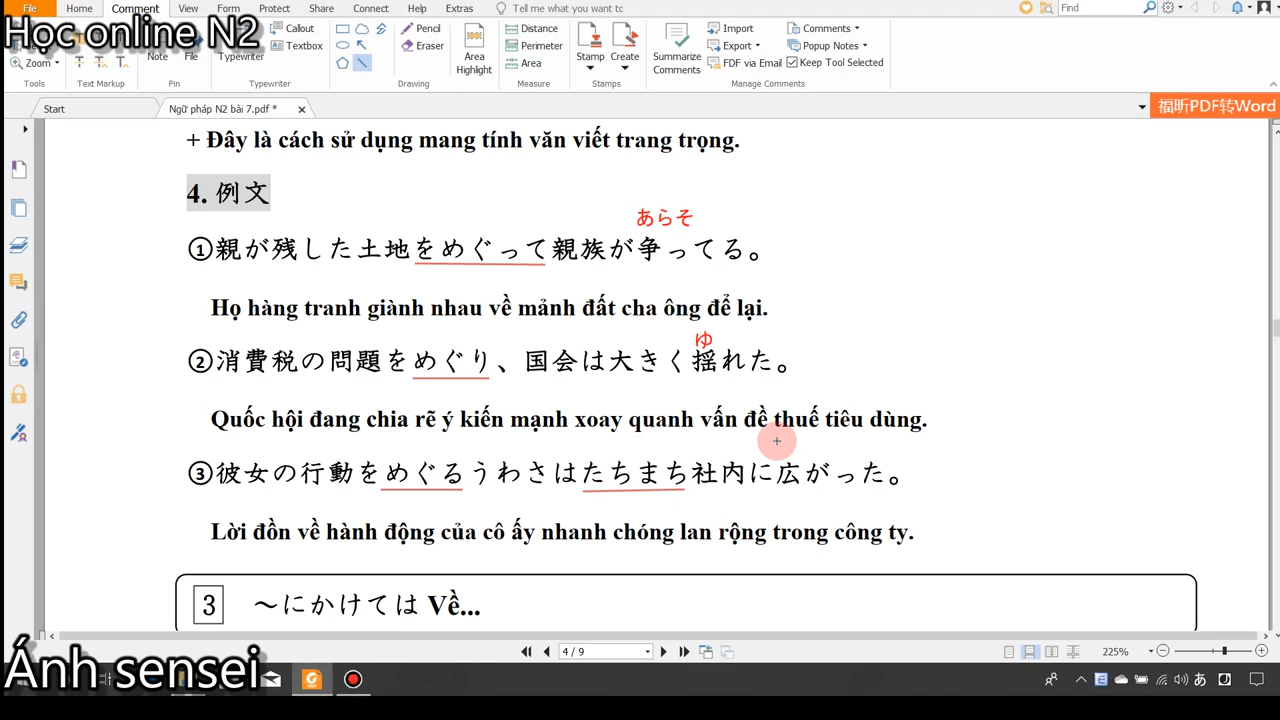 File Home Comment View Form Protect Share Connect Help Extras Tell me what you want to Find
Học online N2
Zoom Typewriter Note File Callout Textbox Pencil Eraser Area Highlight Distance Perimeter Area Stamp Create Summarize Comments Import Export FDF via Email Comments Popup Notes Keep Tool Selected
Tools Text Markup Pin Typewriter Drawing Measure Stamps Manage Comments
Start Ngữ pháp N2 bài 7.pdf * 福昕PDF转Word
+ Đây là cách sử dụng mang tính văn viết trang trọng.
4. 例文
あらそ
①親が残した土地をめぐって親族が争ってる。
Họ hàng tranh giành nhau về mảnh đất cha ông để lại.
ゆ
②消費税の問題をめぐり、国会は大きく揺れた。
Quốc hội đang chia rẽ ý kiến mạnh xoay quanh vấn đề thuế tiêu dùng.
③彼女の行動をめぐるうわさはたちまち社内に広がった。
Lời đồn về hành động của cô ấy nhanh chóng lan rộng trong công ty.
3 ～にかけては Về...
4 / 9 225%
Ánh sensei
あ